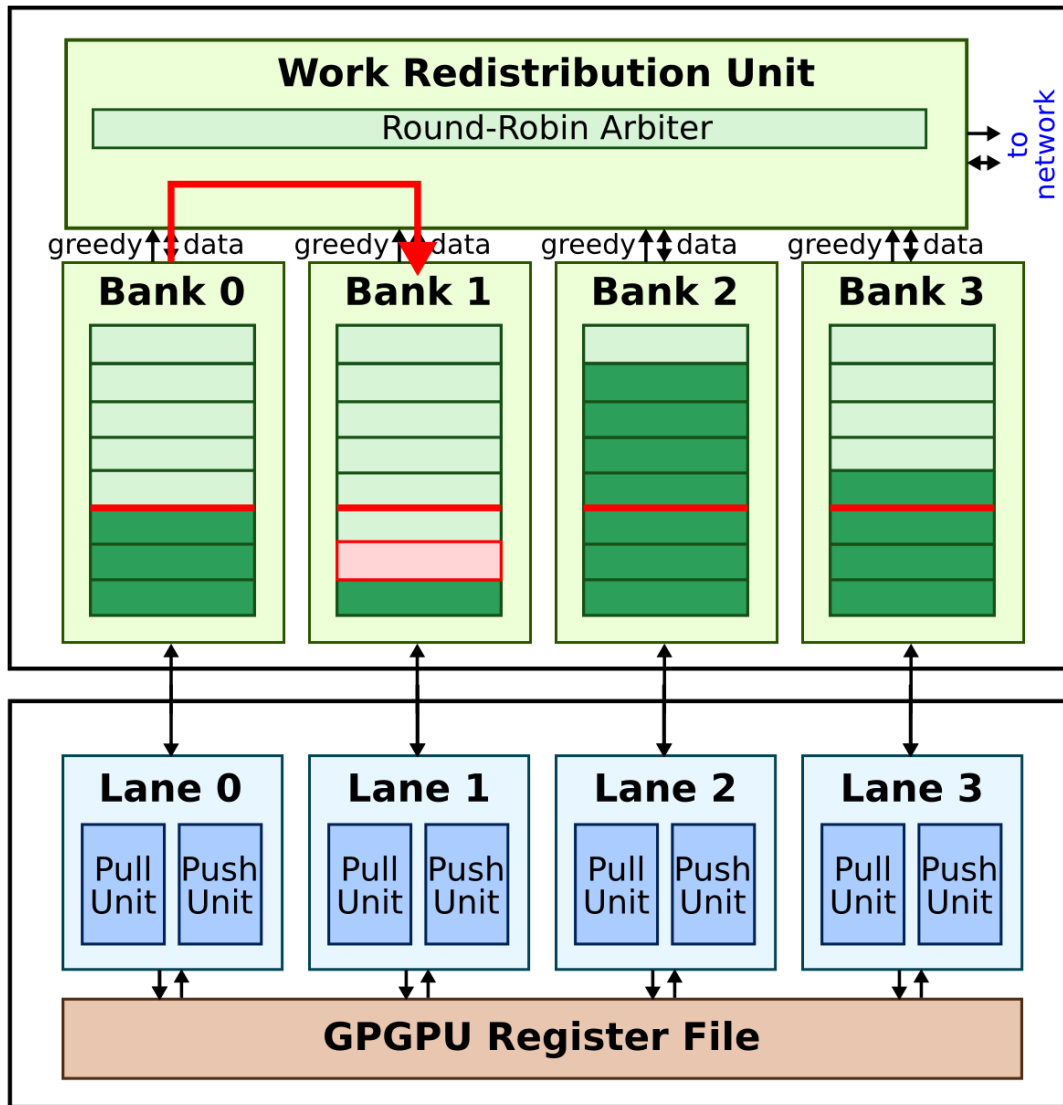 Work Redistribution Unit
Round-Robin Arbiter
to
network
greedy data greedy data greedy data greedy data
Bank 0 Bank 1 Bank 2 Bank 3
Lane 0 Lane 1 Lane 2 Lane 3
Pull Push Pull Push Pull Push Pull Push
Unit Unit Unit Unit Unit Unit Unit Unit
GPGPU Register File